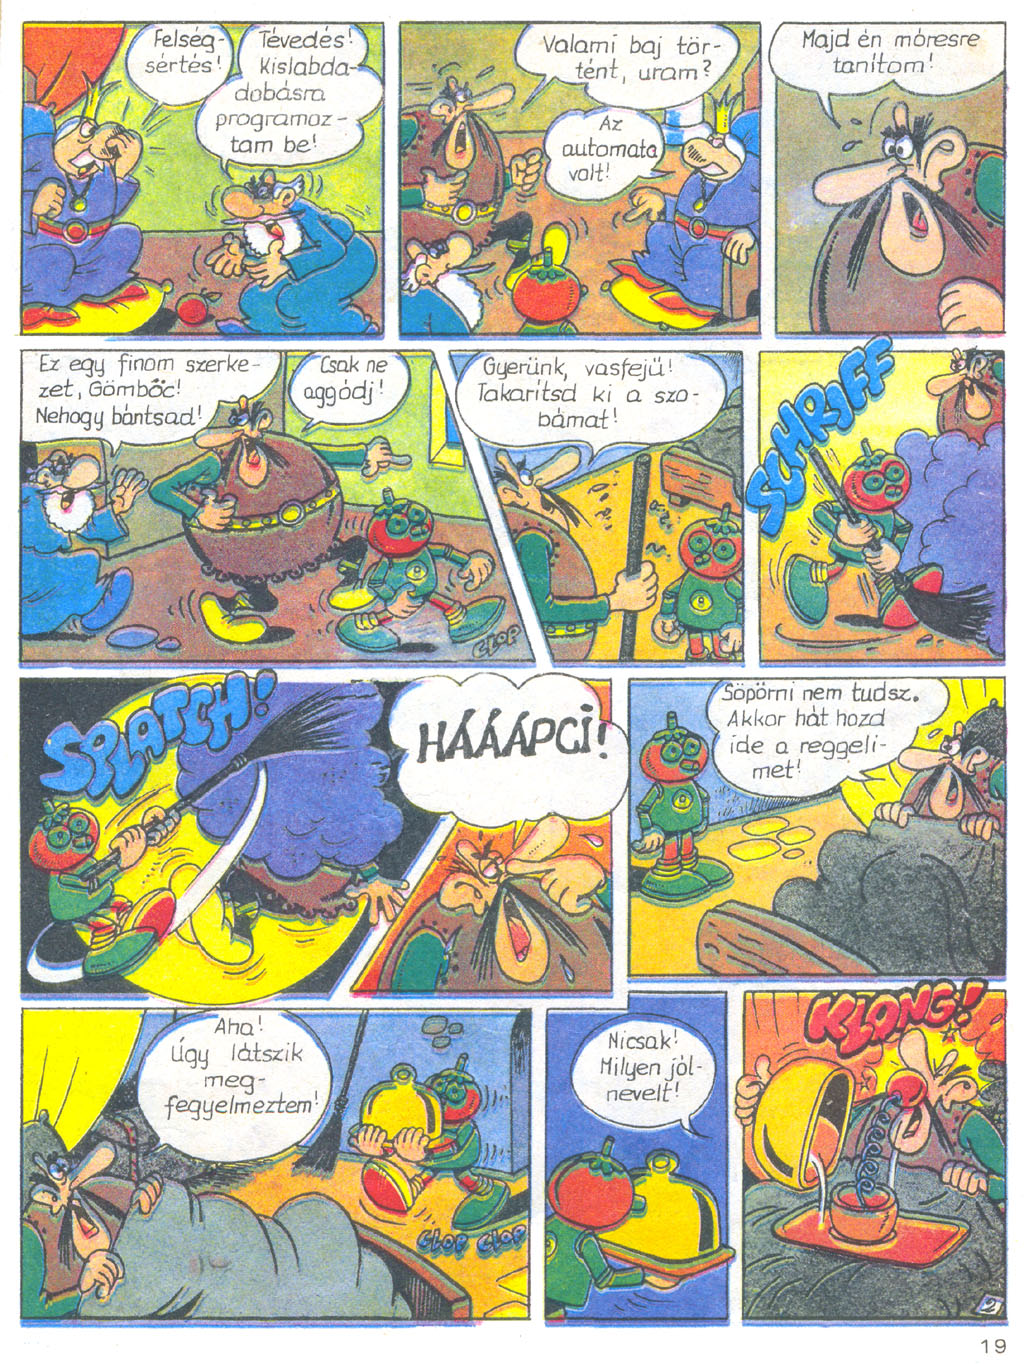 Felség-
sértés!
Tévedés!
Kislabda-
dobásra
programoz-
tam be!
Valami baj tör-
tént, uram?
Az
automata
volt!
Majd én móresre
tanítom!
Ez egy finom szerke-
zet, Gömböc!
Nehogy bántsad!
Csak ne
aggódj!
CLOP
Gyerünk, vasfejű!
Takarítsd ki a szo-
bámat!
SCHRIFF
SPLATCH!
HÁÁÁPCI!
Söpörni nem tudsz.
Akkor hát hozd
ide a reggeli-
met!
Aha!
Úgy látszik
meg-
fegyelmeztem!
CLOP CLOP
Nicsak!
Milyen jól-
nevelt!
KLONG!
2
19